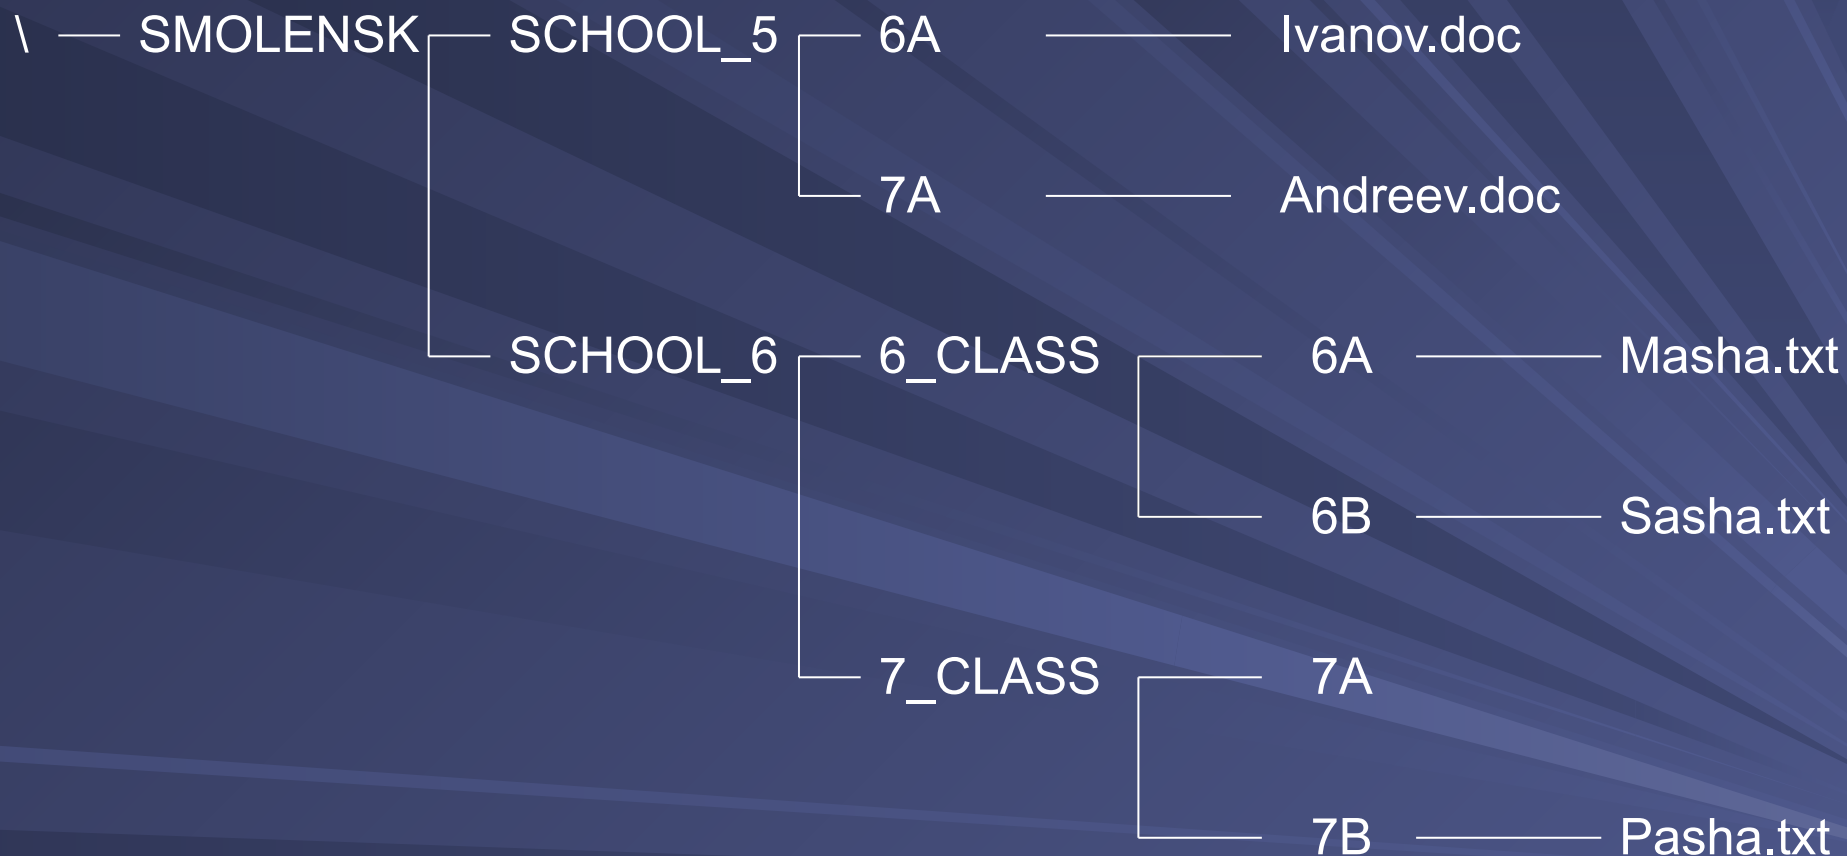 \ SMOLENSK SCHOOL_5 6A Ivanov.doc
7A Andreev.doc
SCHOOL_6 6_CLASS 6A Masha.txt
6B Sasha.txt
7_CLASS 7A
7B Pasha.txt